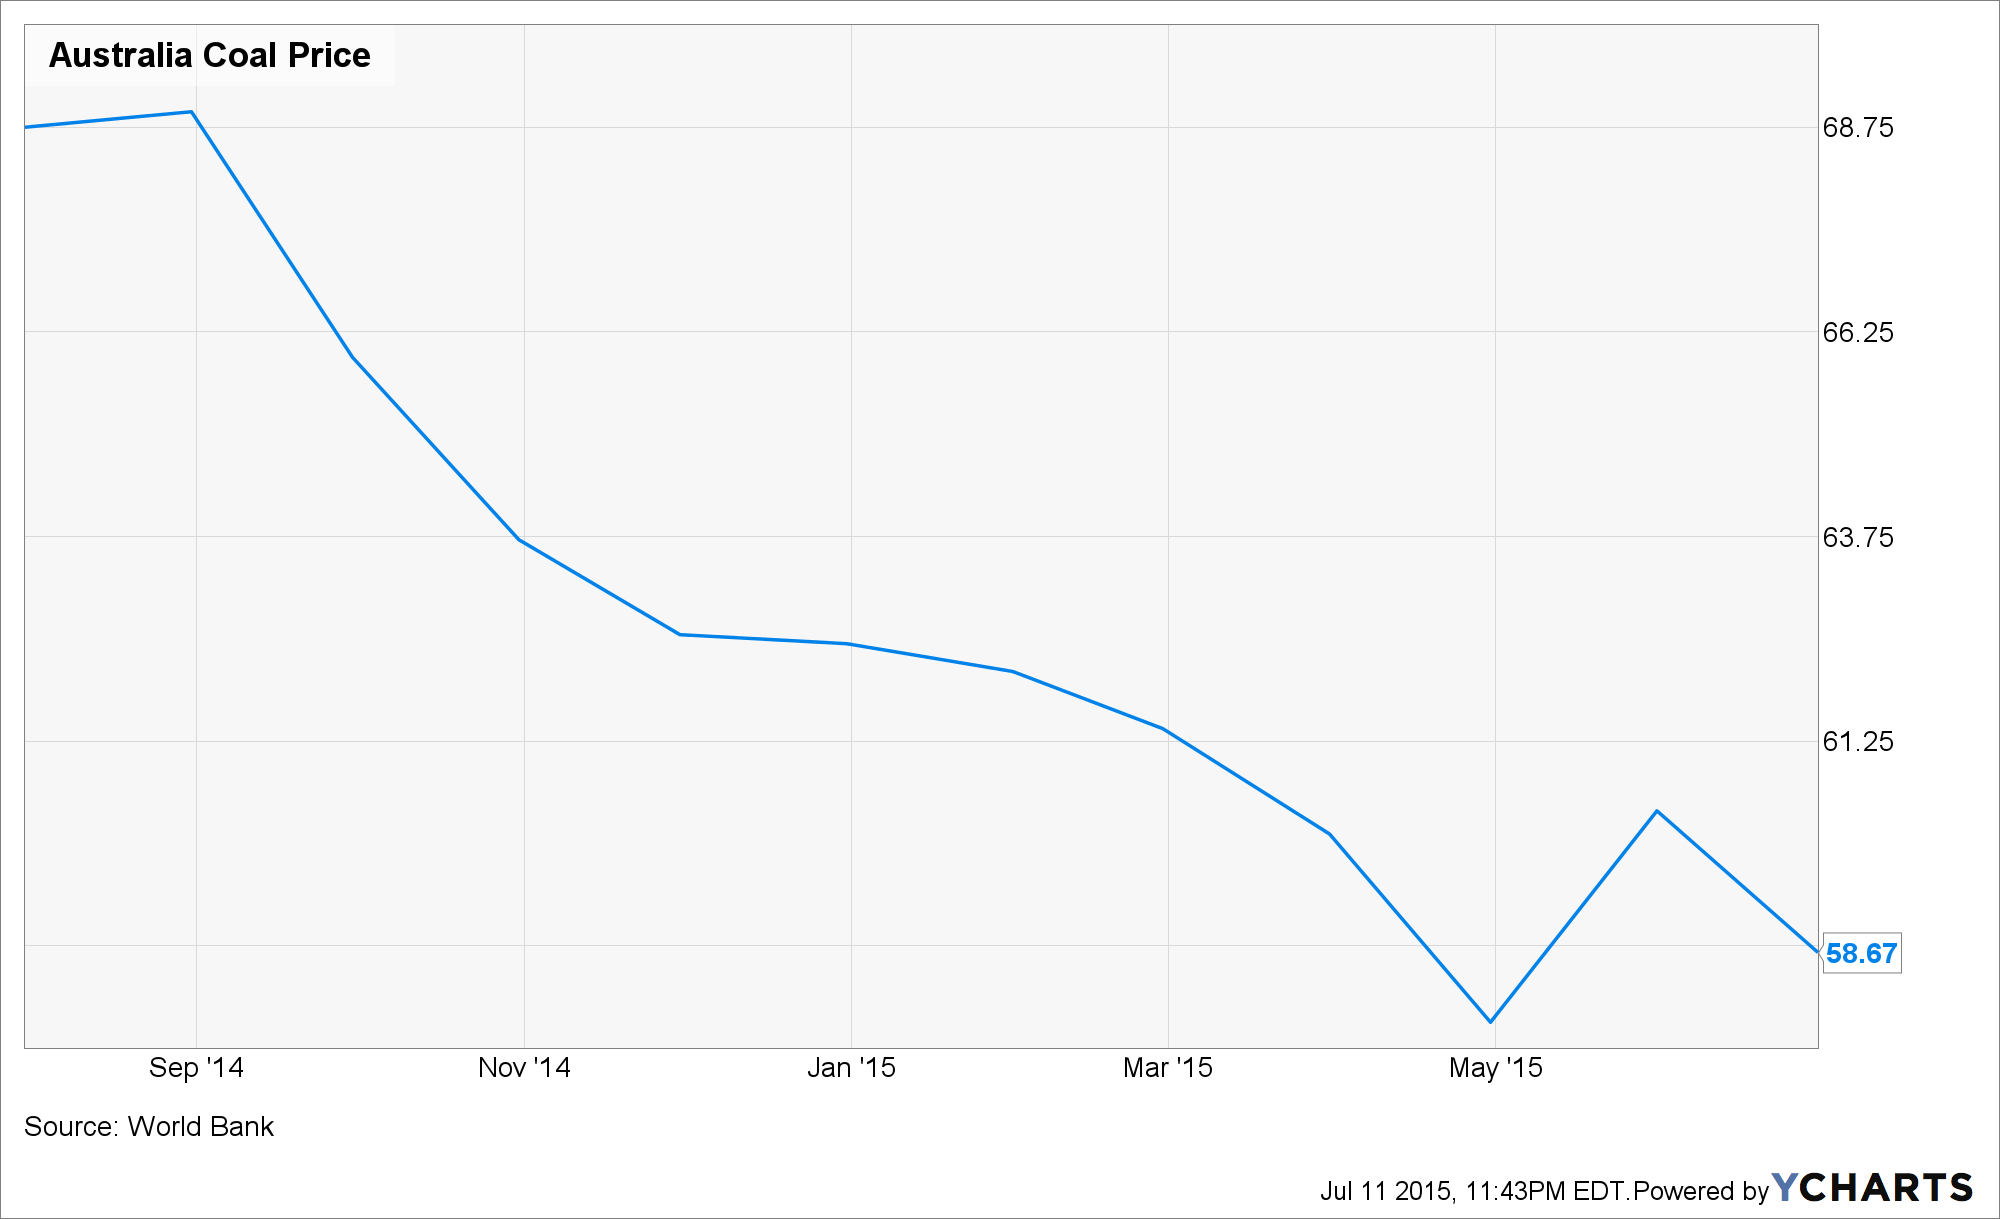 Australia Coal Price
68.75
66.25
63.75
61.25
58.67
Sep '14 Nov '14 Jan '15 Mar '15 May '15
Source: World Bank
Jul 11 2015, 11:43PM EDT. Powered by YCHARTS